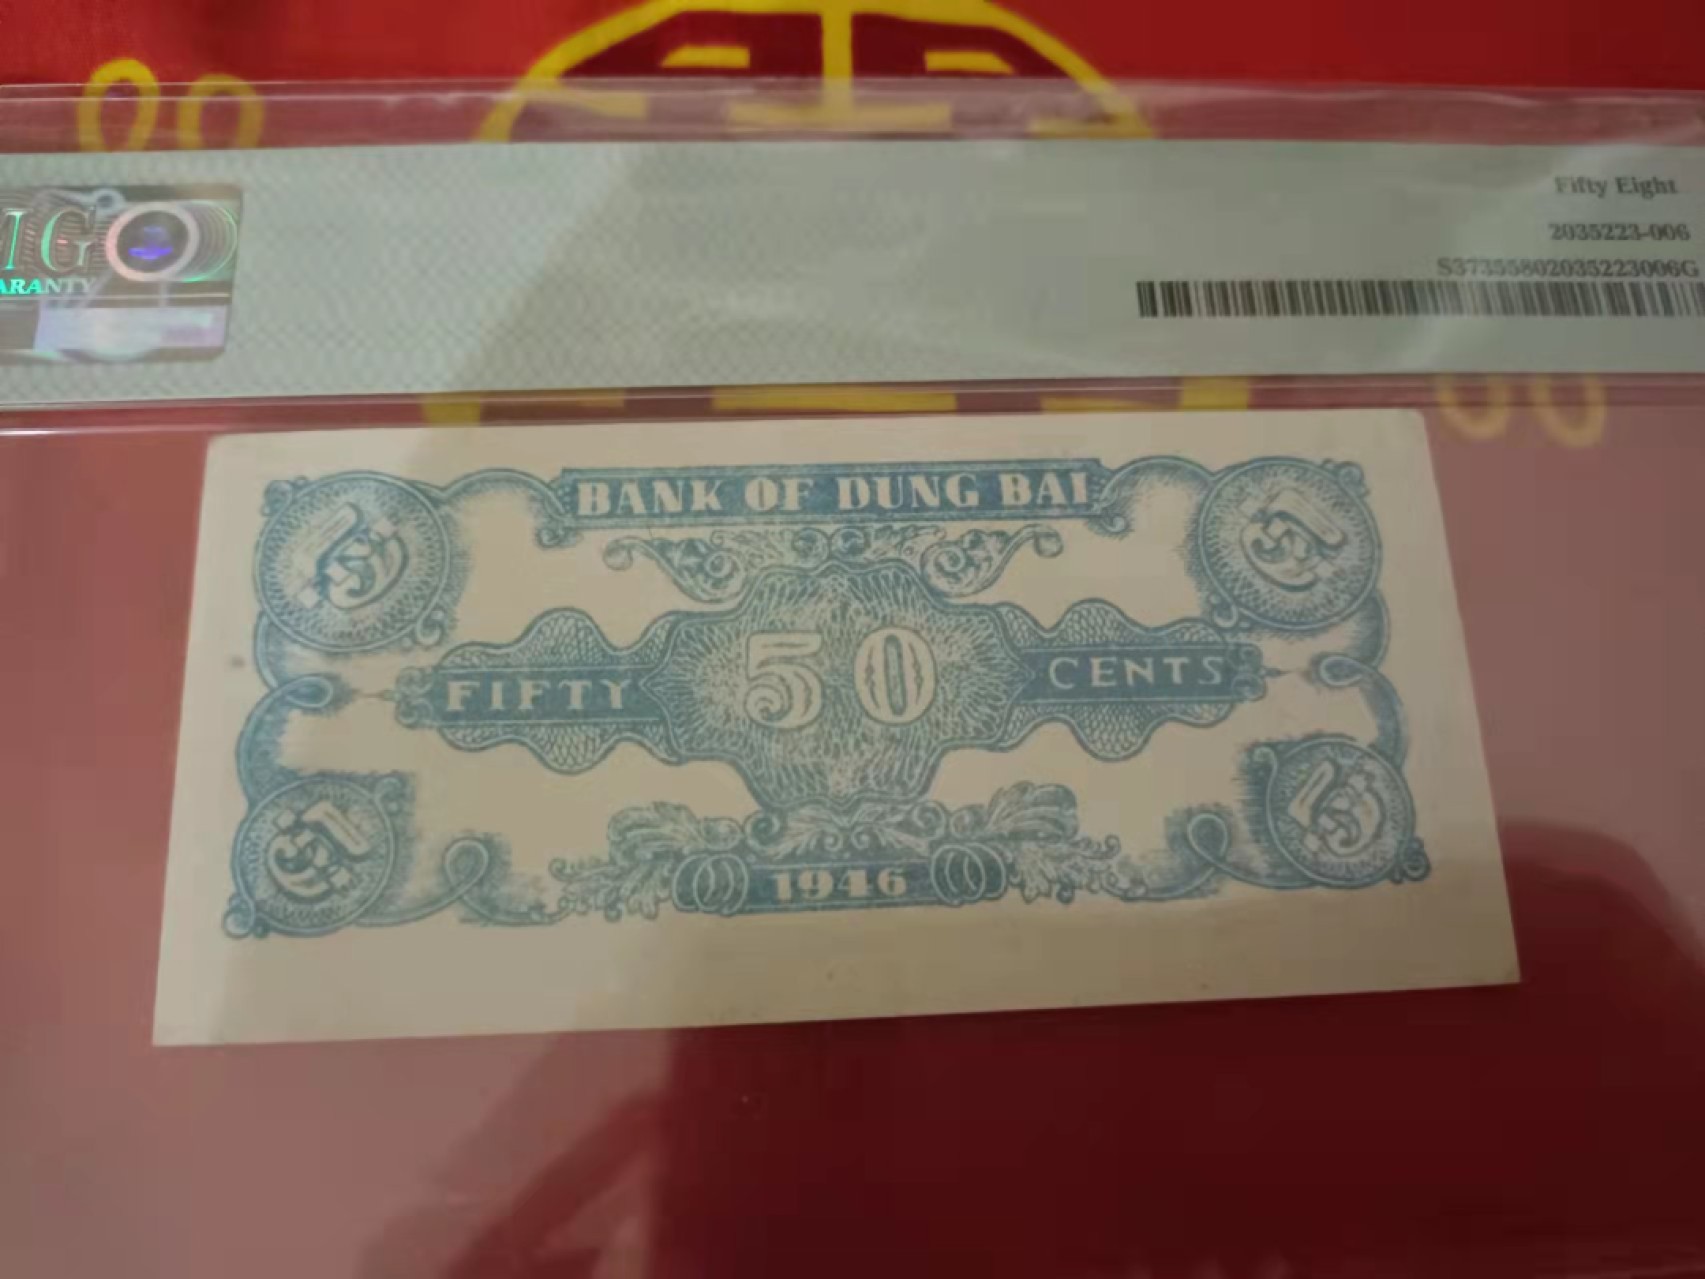 Fifty Eight
2035223-006
S37355802035223006G
BANK OF DUNG BAI
FIFTY 50 CENTS
1946